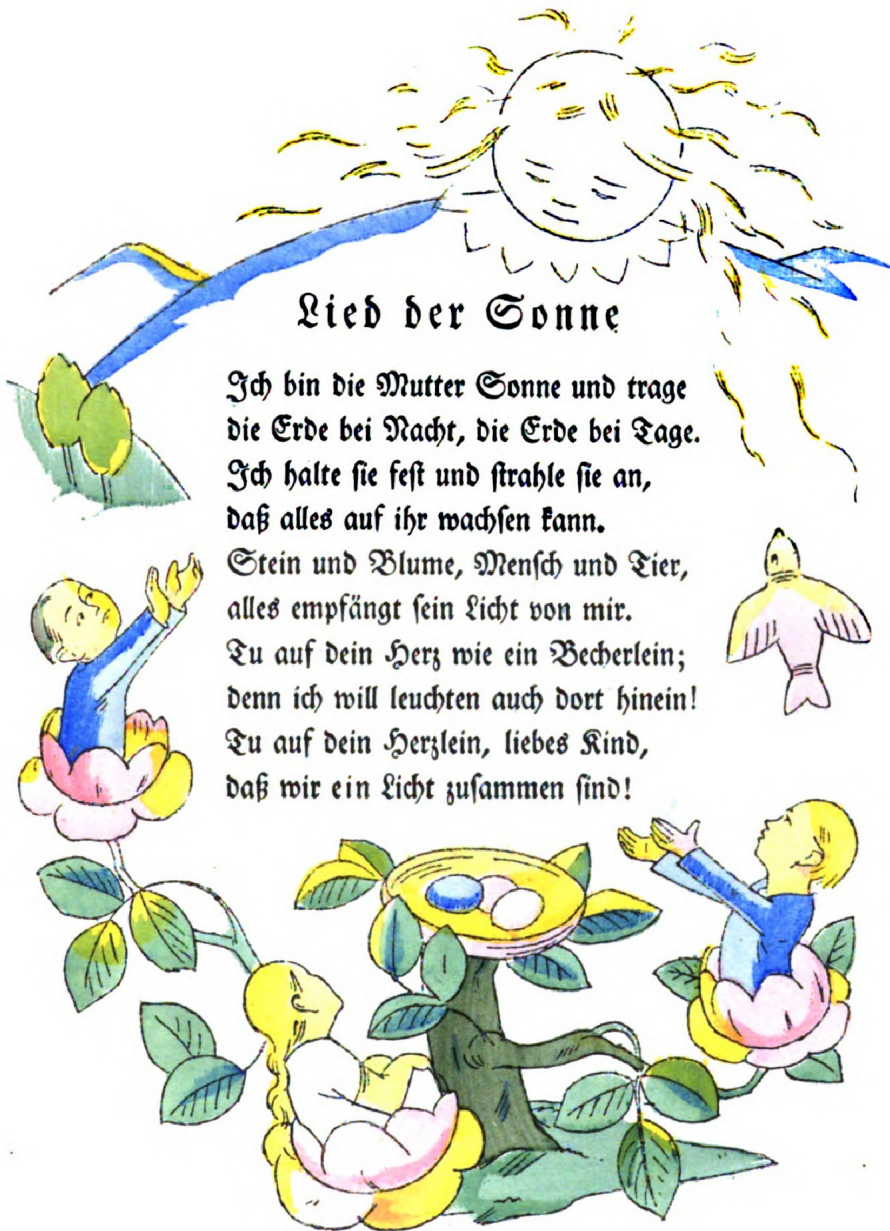 Lied der Sonne
Ich bin die Mutter Sonne und trage
die Erde bei Nacht, die Erde bei Tage.
Ich halte sie fest und strahle sie an,
daß alles auf ihr wachsen kann.
Stein und Blume, Mensch und Tier,
alles empfängt sein Licht von mir.
Tu auf dein Herz wie ein Becherlein;
denn ich will leuchten auch dort hinein!
Tu auf dein Herzlein, liebes Kind,
daß wir ein Licht zusammen sind!